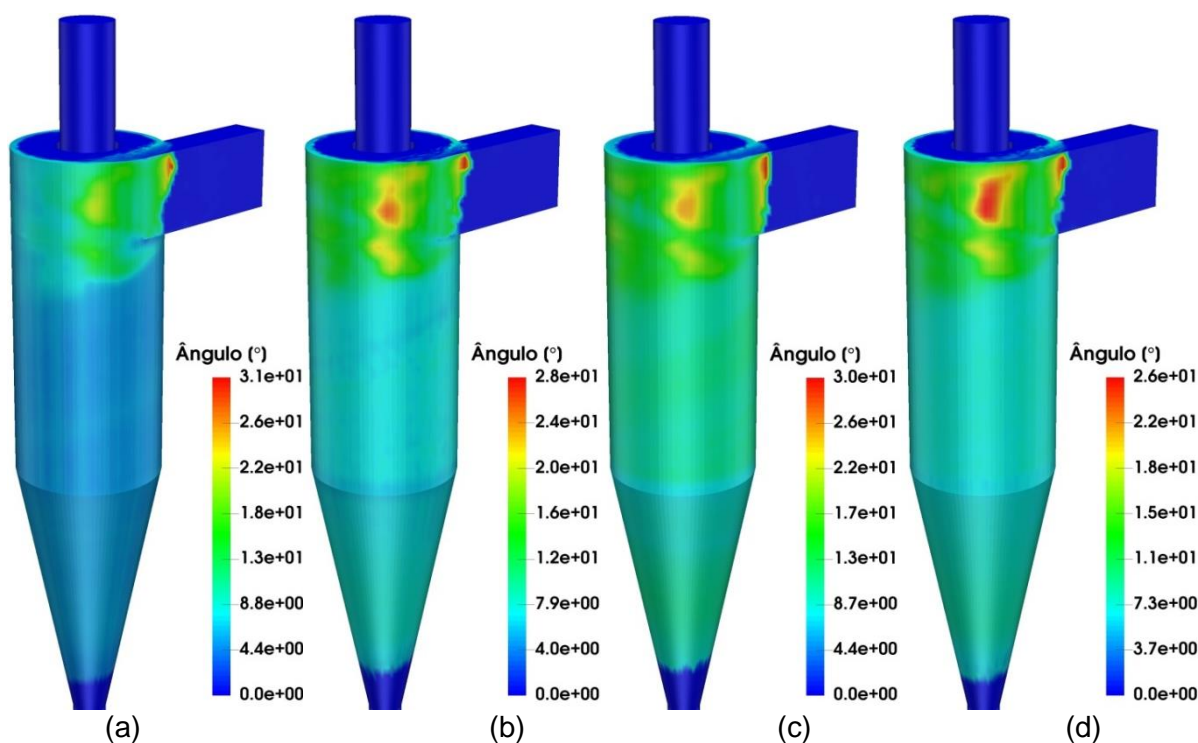 Ângulo (°)
3.1e+01
2.6e+01
2.2e+01
1.8e+01
1.3e+01
8.8e+00
4.4e+00
0.0e+00
(a)
Ângulo (°)
2.8e+01
2.4e+01
2.0e+01
1.6e+01
1.2e+01
7.9e+00
4.0e+00
0.0e+00
(b)
Ângulo (°)
3.0e+01
2.6e+01
2.2e+01
1.7e+01
1.3e+01
8.7e+00
4.4e+00
0.0e+00
(c)
Ângulo (°)
2.6e+01
2.2e+01
1.8e+01
1.5e+01
1.1e+01
7.3e+00
3.7e+00
0.0e+00
(d)